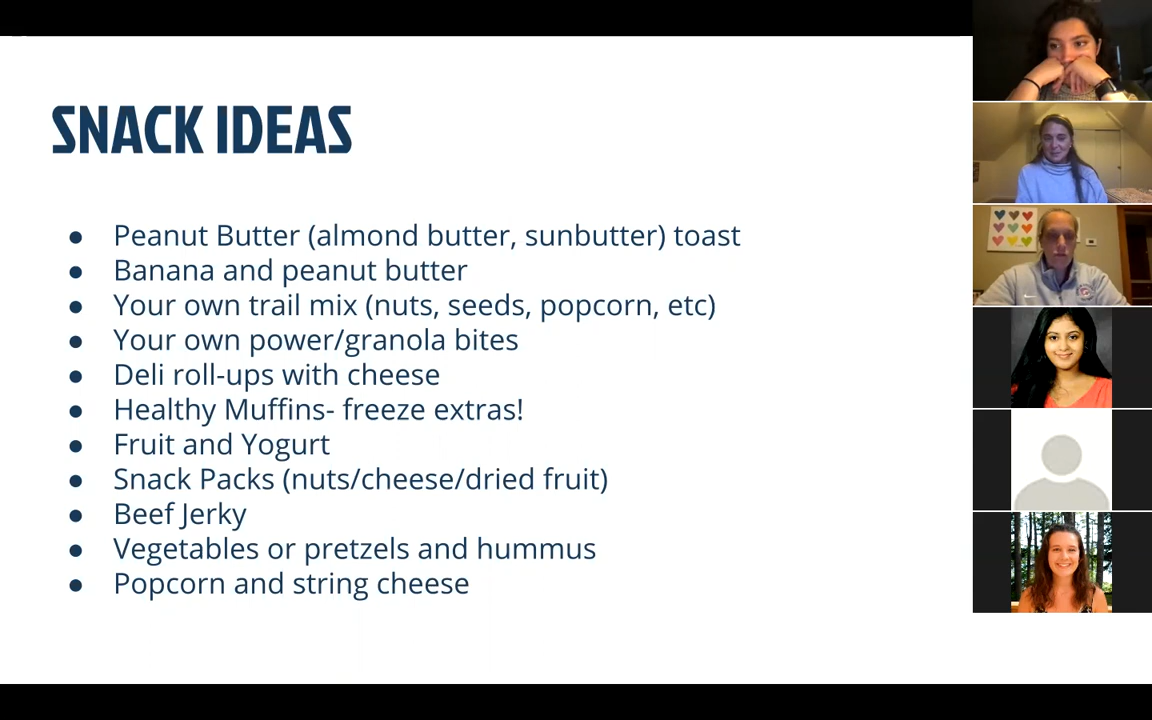 SNACK IDEAS
● Peanut Butter (almond butter, sunbutter) toast
● Banana and peanut butter
● Your own trail mix (nuts, seeds, popcorn, etc)
● Your own power/granola bites
● Deli roll-ups with cheese
● Healthy Muffins- freeze extras!
● Fruit and Yogurt
● Snack Packs (nuts/cheese/dried fruit)
● Beef Jerky
● Vegetables or pretzels and hummus
● Popcorn and string cheese